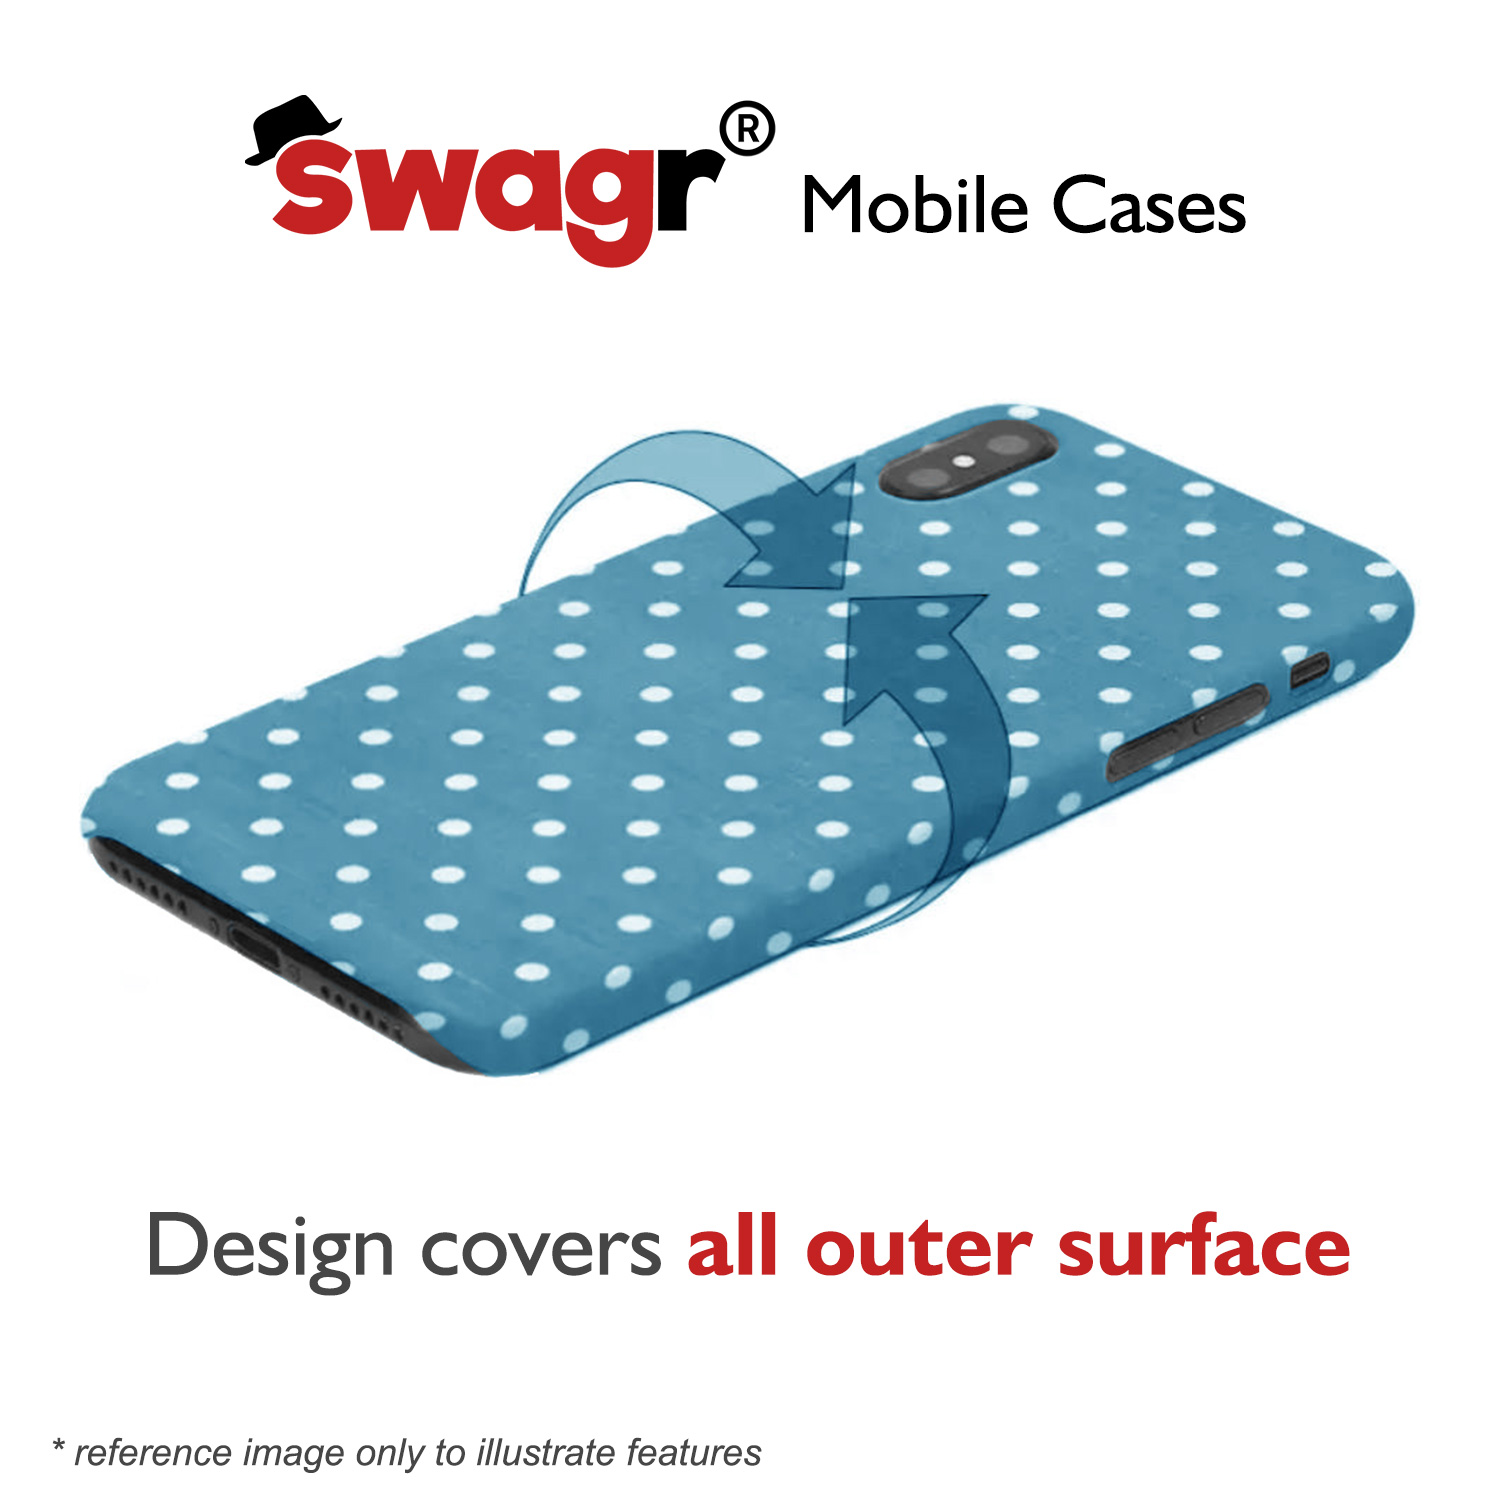 swagr® Mobile Cases
Design covers all outer surface
* reference image only to illustrate features